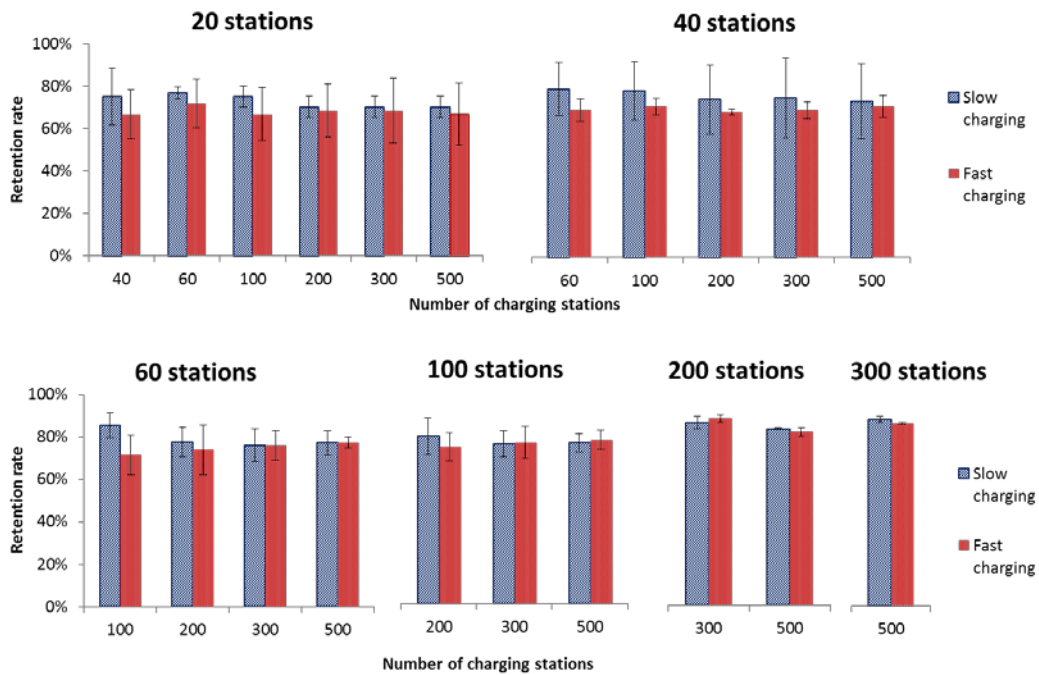 20 stations
40 stations
Retention rate
100%
80%
60%
40%
20%
0%
40 60 100 200 300 500
60 100 200 300 500
Number of charging stations
Slow
charging
Fast
charging
60 stations
100 stations
200 stations
300 stations
Retention rate
100%
80%
60%
40%
20%
0%
100 200 300 500
200 300 500
300 500
500
Number of charging stations
Slow
charging
Fast
charging